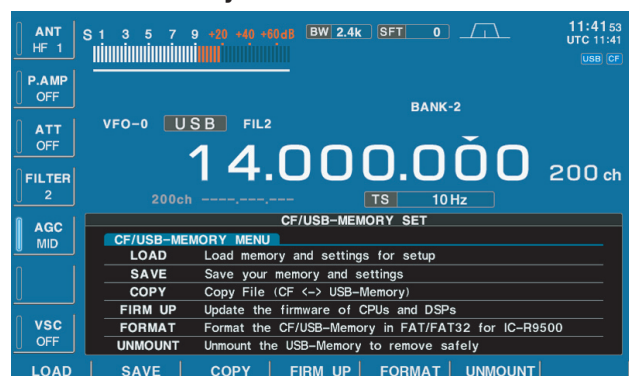 ANT
HF 1
S 1 3 5 7 9 +20 +40 +60dB
BW 2.4k
SFT 0
11:41 53
UTC 11:41
USB CF
P.AMP
OFF
BANK-2
ATT
OFF
VFO-0 USB FIL2
14.000.000
200 ch
FILTER
2
200ch ----.---.---
TS 10Hz
AGC
MID
CF/USB-MEMORY SET
CF/USB-MEMORY MENU
LOAD Load memory and settings for setup
SAVE Save your memory and settings
COPY Copy File (CF <-> USB-Memory)
FIRM UP Update the firmware of CPUs and DSPs
FORMAT Format the CF/USB-Memory in FAT/FAT32 for IC-R9500
UNMOUNT Unmount the USB-Memory to remove safely
VSC
OFF
LOAD SAVE COPY FIRM UP FORMAT UNMOUNT